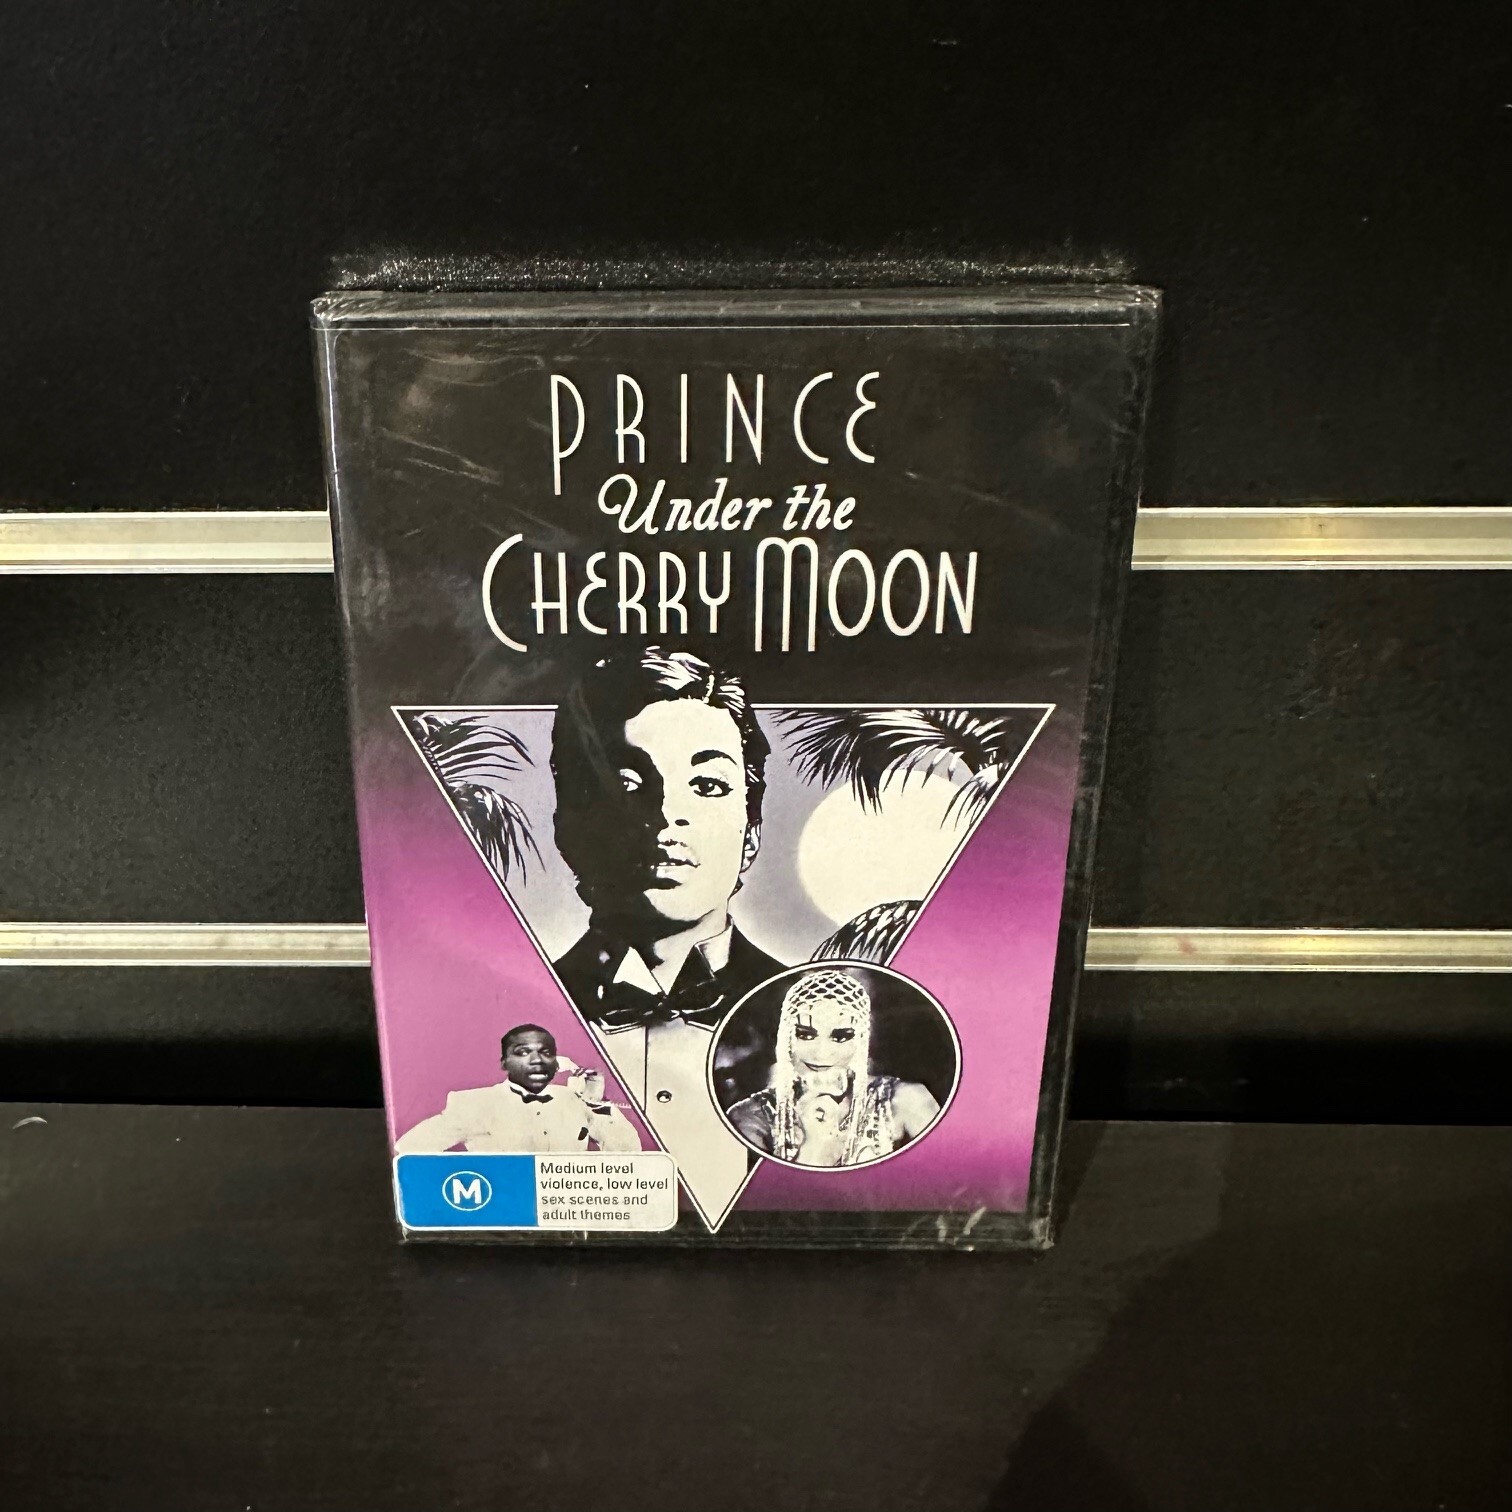 PRINCE
Under the
CHERRY MOON
M
Medium level
violence, low level
sex scenes and
adult themes